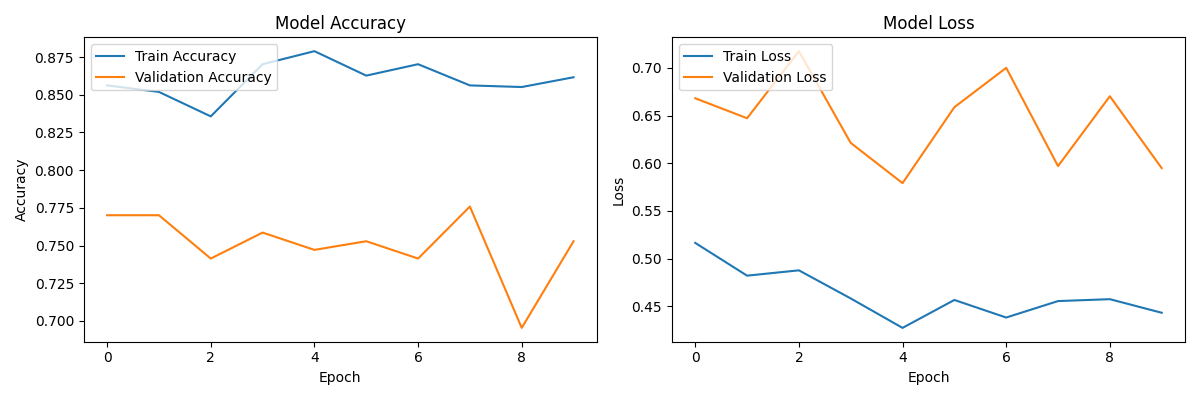 Model Accuracy
Train Accuracy
Validation Accuracy
0.875
0.850
0.825
0.800
0.775
0.750
0.725
0.700
Accuracy
0 2 4 6 8
Epoch
Model Loss
Train Loss
Validation Loss
0.70
0.65
0.60
0.55
0.50
0.45
Loss
0 2 4 6 8
Epoch